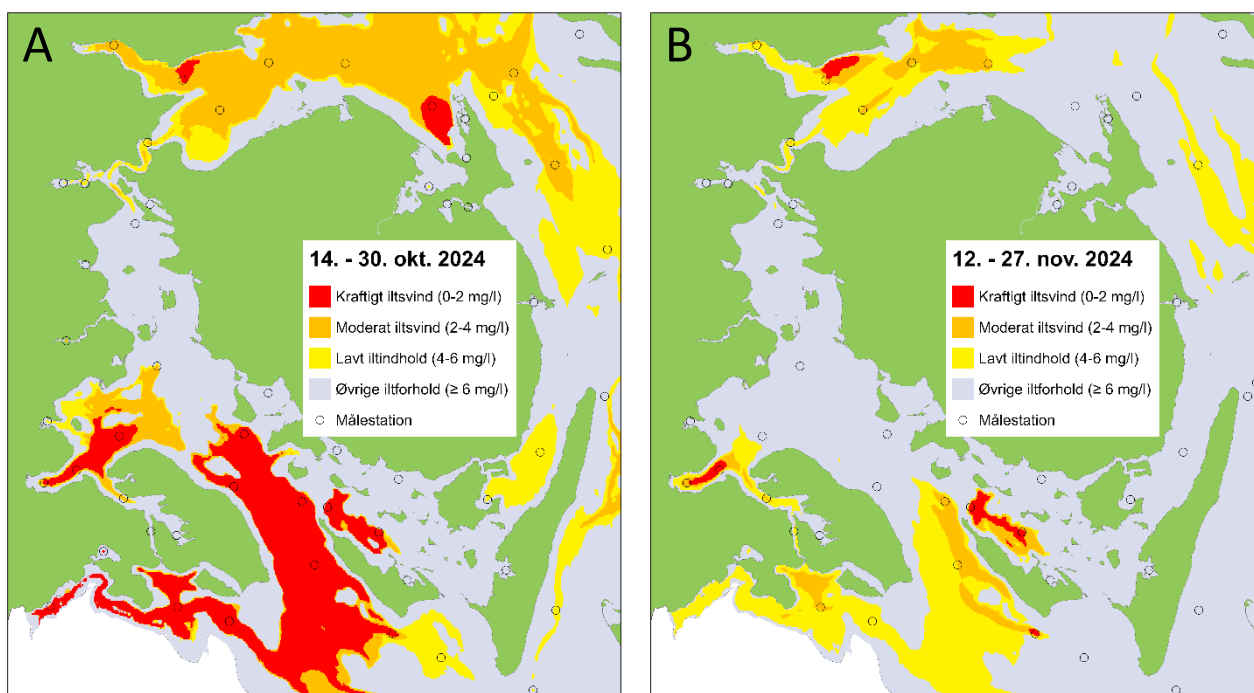 A
14. - 30. okt. 2024
Kraftigt iltsvind (0-2 mg/l)
Moderat iltsvind (2-4 mg/l)
Lavt iltindhold (4-6 mg/l)
Øvrige iltforhold (≥ 6 mg/l)
Målestation
B
12. - 27. nov. 2024
Kraftigt iltsvind (0-2 mg/l)
Moderat iltsvind (2-4 mg/l)
Lavt iltindhold (4-6 mg/l)
Øvrige iltforhold (≥ 6 mg/l)
Målestation